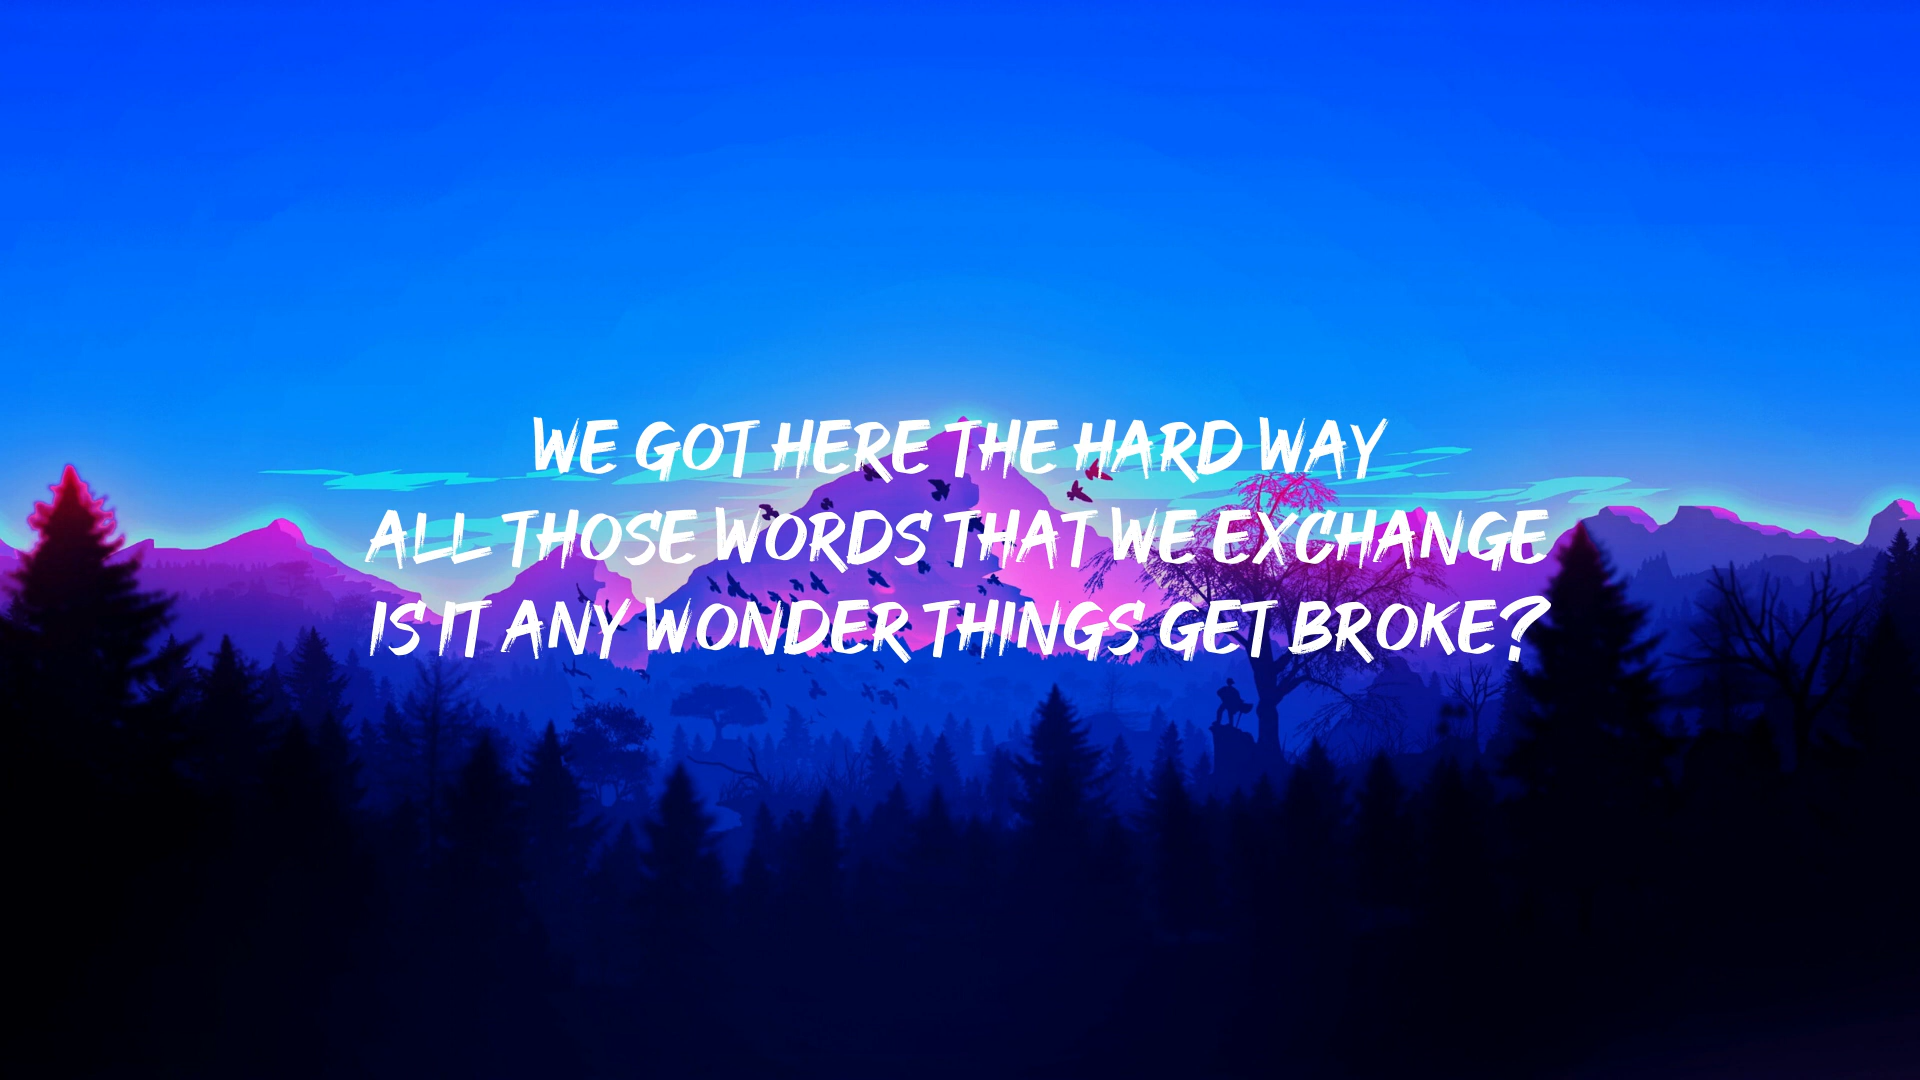 WE GOT HERE THE HARD WAY
ALL THOSE WORDS THAT WE EXCHANGE
IS IT ANY WONDER THINGS GET BROKE?